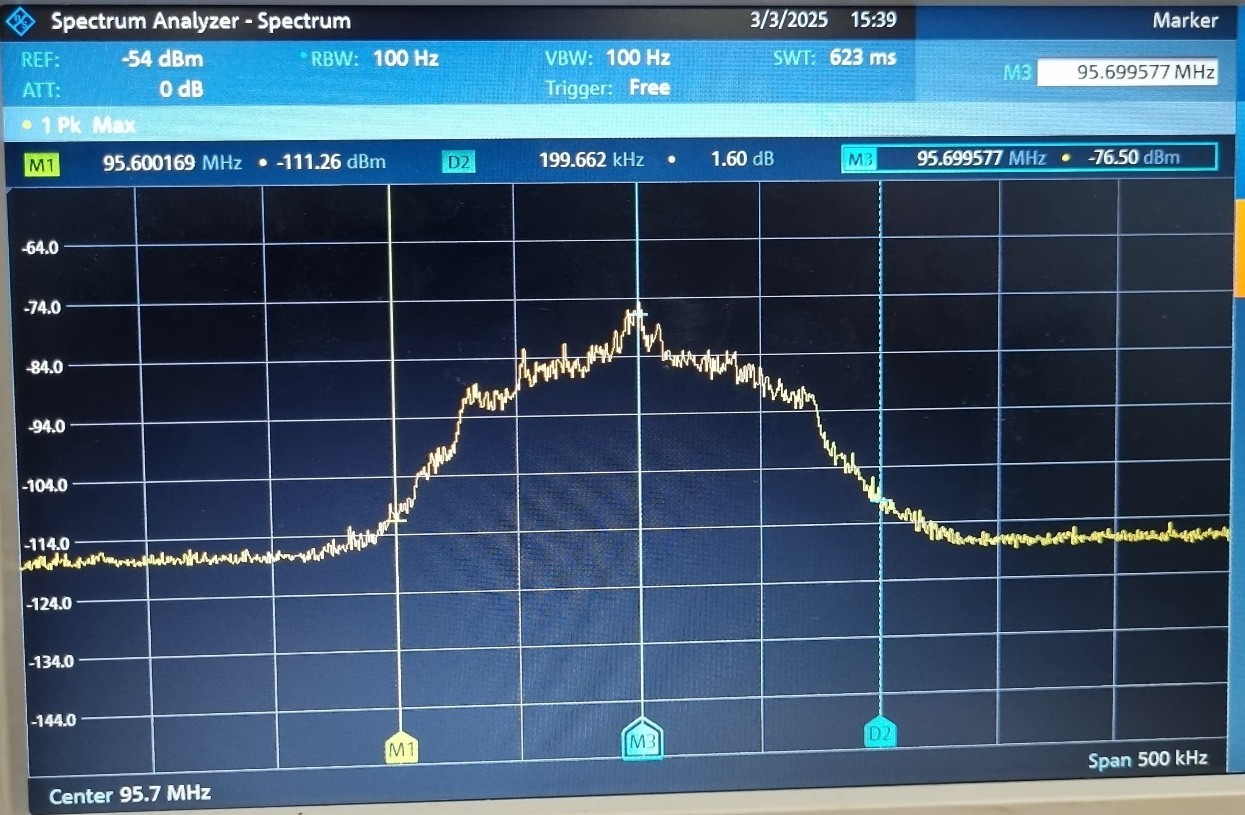 Spectrum Analyzer - Spectrum 3/3/2025 15:39 Marker
REF: -54 dBm RBW: 100 Hz VBW: 100 Hz SWT: 623 ms
M3 95.699577 MHz
ATT: 0 dB Trigger: Free
1 Pk Max
M1 95.600169 MHz • -111.26 dBm D2 199.662 kHz • 1.60 dB M3 95.699577 MHz • -76.50 dBm
-64.0
-74.0
-84.0
-94.0
-104.0
-114.0
-124.0
-134.0
-144.0
M1 M3 D2
Center 95.7 MHz Span 500 kHz